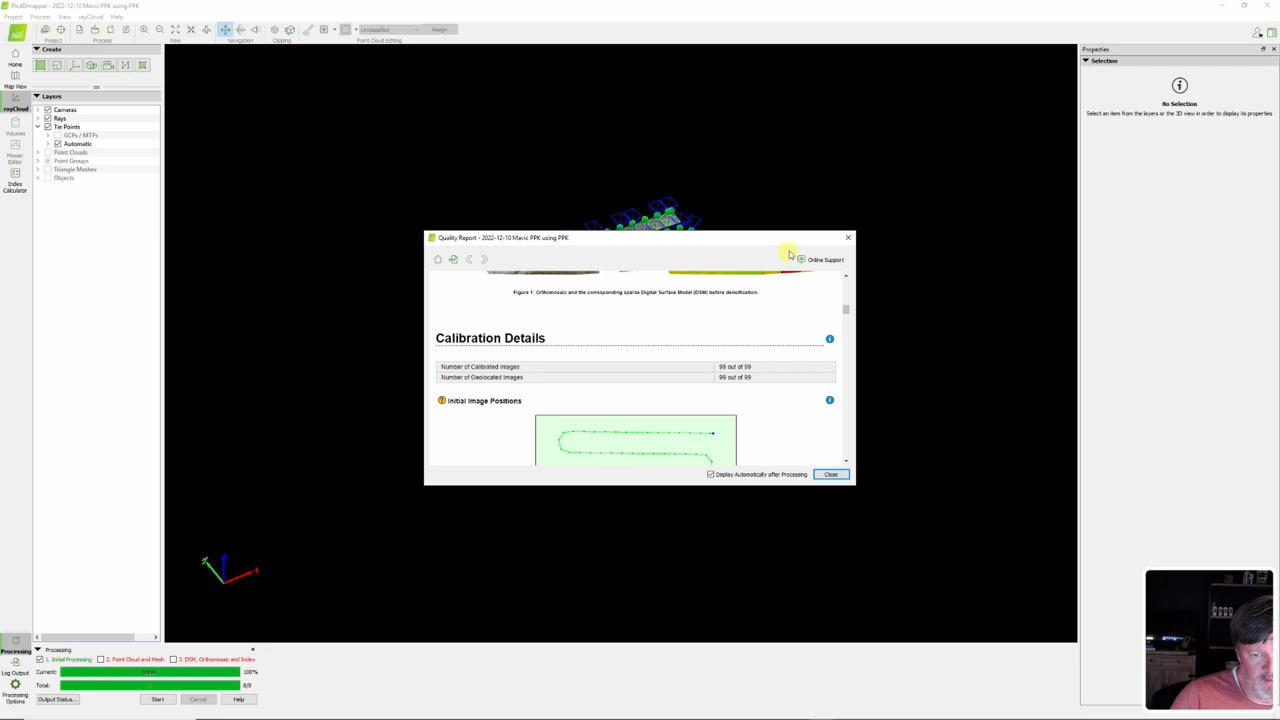 Pix4Dmapper - 2022-12-10 Mavic PPK using PPK
Project Process View rayCloud Help
Project
Process
View
Navigation
Clipping
Unclassified
Assign
Point Cloud Editing
Home
Map View
rayCloud
Volumes
Mosaic
Editor
Index
Calculator
Create
Layers
Cameras
Rays
Tie Points
GCPs / MTPs
Automatic
Point Clouds
Point Groups
Triangle Meshes
Objects
Properties
Selection
No Selection
Select an item from the layers or the 3D view in order to display its properties
Quality Report - 2022-12-10 Mavic PPK using PPK
Online Support
Figure 1: Orthomosaic and the corresponding sparse Digital Surface Model (DSM) before densification.
Calibration Details
Number of Calibrated Images 99 out of 99
Number of Geolocated Images 99 out of 99
Initial Image Positions
Display Automatically after Processing
Close
Processing
Log Output
Processing
Options
Processing
1. Initial Processing 2. Point Cloud and Mesh 3. DSM, Orthomosaic and Index
Current: Done. 100%
Total: 8/8
Output Status... Start Cancel Help